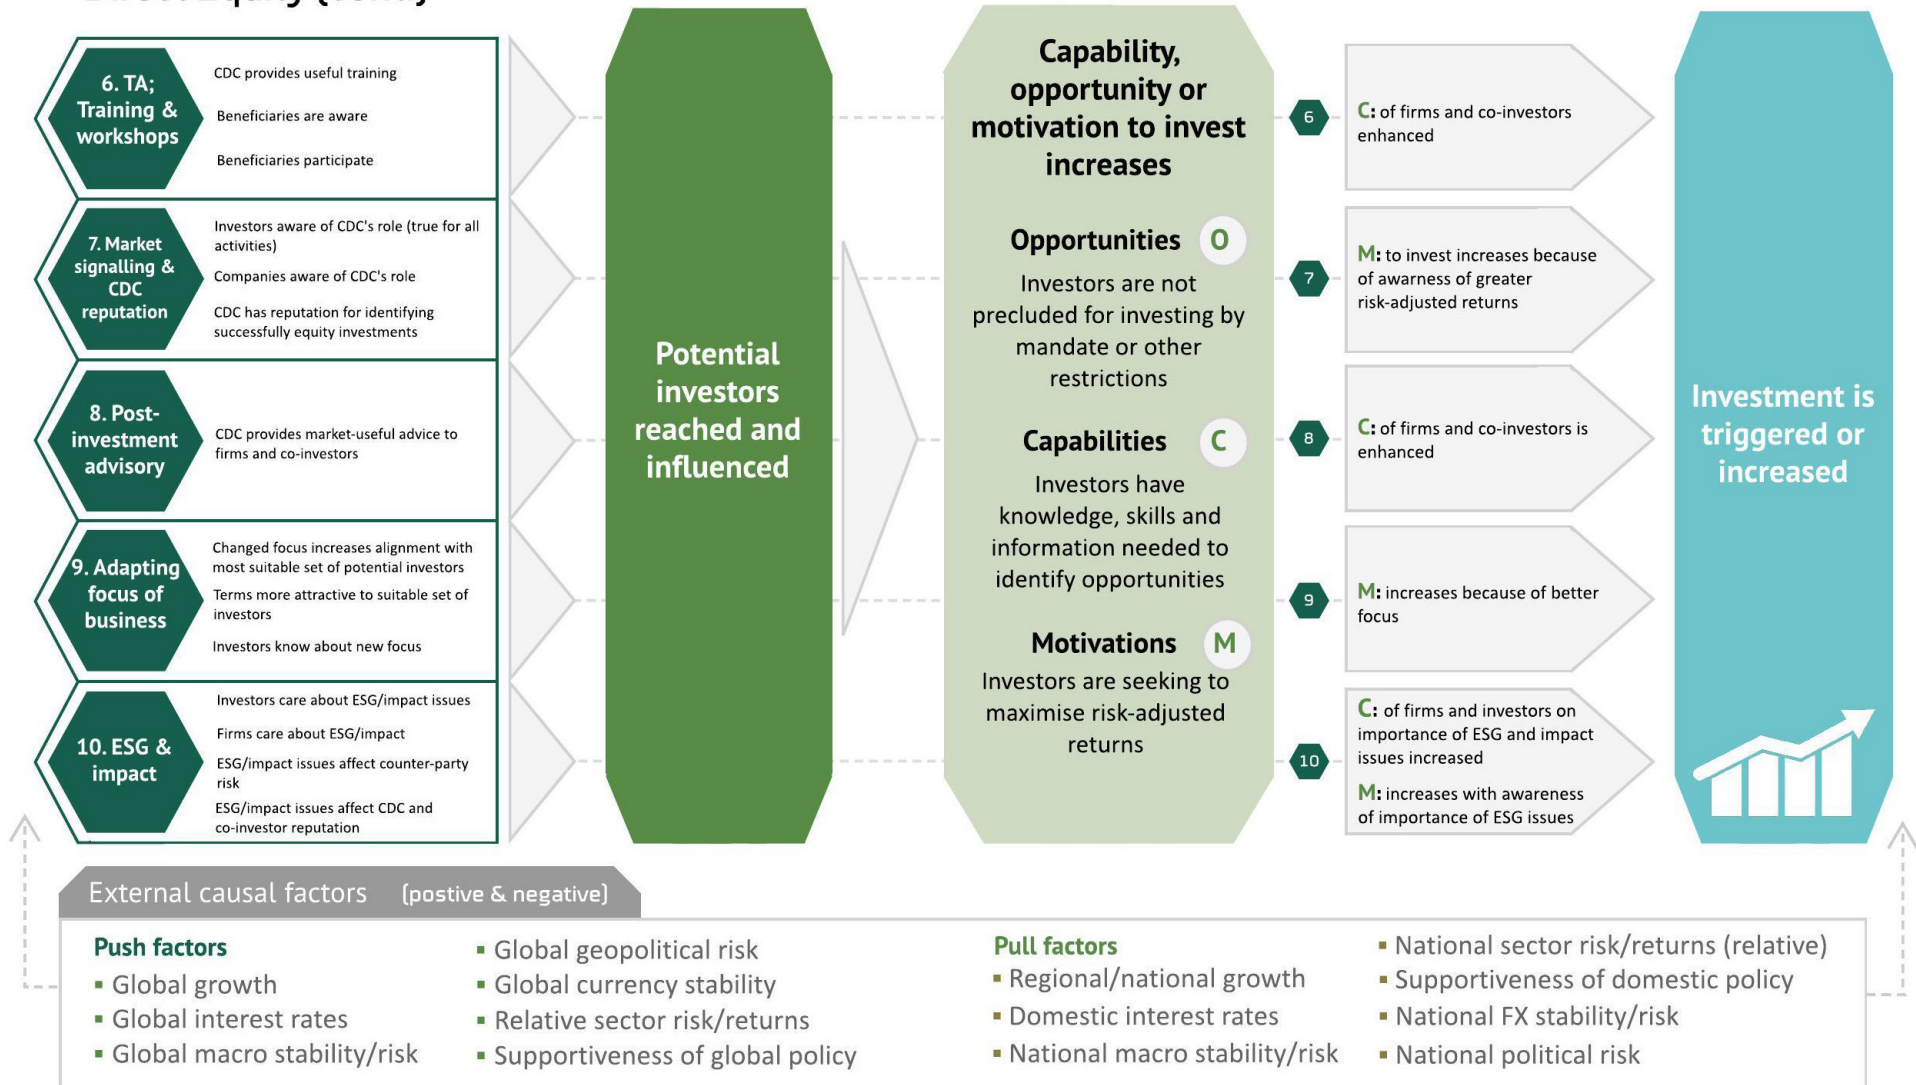 6. TA;
Training &
workshops
CDC provides useful training
Beneficiaries are aware
Beneficiaries participate
7. Market
signalling &
CDC
reputation
Investors aware of CDC's role (true for all
activities)
Companies aware of CDC's role
CDC has reputation for identifying
successfully equity investments
8. Post-
investment
advisory
CDC provides market-useful advice to
firms and co-investors
9. Adapting
focus of
business
Changed focus increases alignment with
most suitable set of potential investors
Terms more attractive to suitable set of
investors
Investors know about new focus
10. ESG &
impact
Investors care about ESG/impact issues
Firms care about ESG/impact
ESG/impact issues affect counter-party
risk
ESG/impact issues affect CDC and
co-investor reputation
Potential
investors
reached and
influenced
Capability,
opportunity or
motivation to invest
increases
Opportunities O
Investors are not
precluded for investing by
mandate or other
restrictions
Capabilities C
Investors have
knowledge, skills and
information needed to
identify opportunities
Motivations M
Investors are seeking to
maximise risk-adjusted
returns
6
C: of firms and co-investors
enhanced
7
M: to invest increases because
of awarness of greater
risk-adjusted returns
8
C: of firms and co-investors is
enhanced
9
M: increases because of better
focus
10
C: of firms and investors on
importance of ESG and impact
issues increased
M: increases with awareness
of importance of ESG issues
Investment is
triggered or
increased
External causal factors (postive & negative)
Push factors
▪ Global growth
▪ Global interest rates
▪ Global macro stability/risk
▪ Global geopolitical risk
▪ Global currency stability
▪ Relative sector risk/returns
▪ Supportiveness of global policy
Pull factors
▪ Regional/national growth
▪ Domestic interest rates
▪ National macro stability/risk
▪ National sector risk/returns (relative)
▪ Supportiveness of domestic policy
▪ National FX stability/risk
▪ National political risk